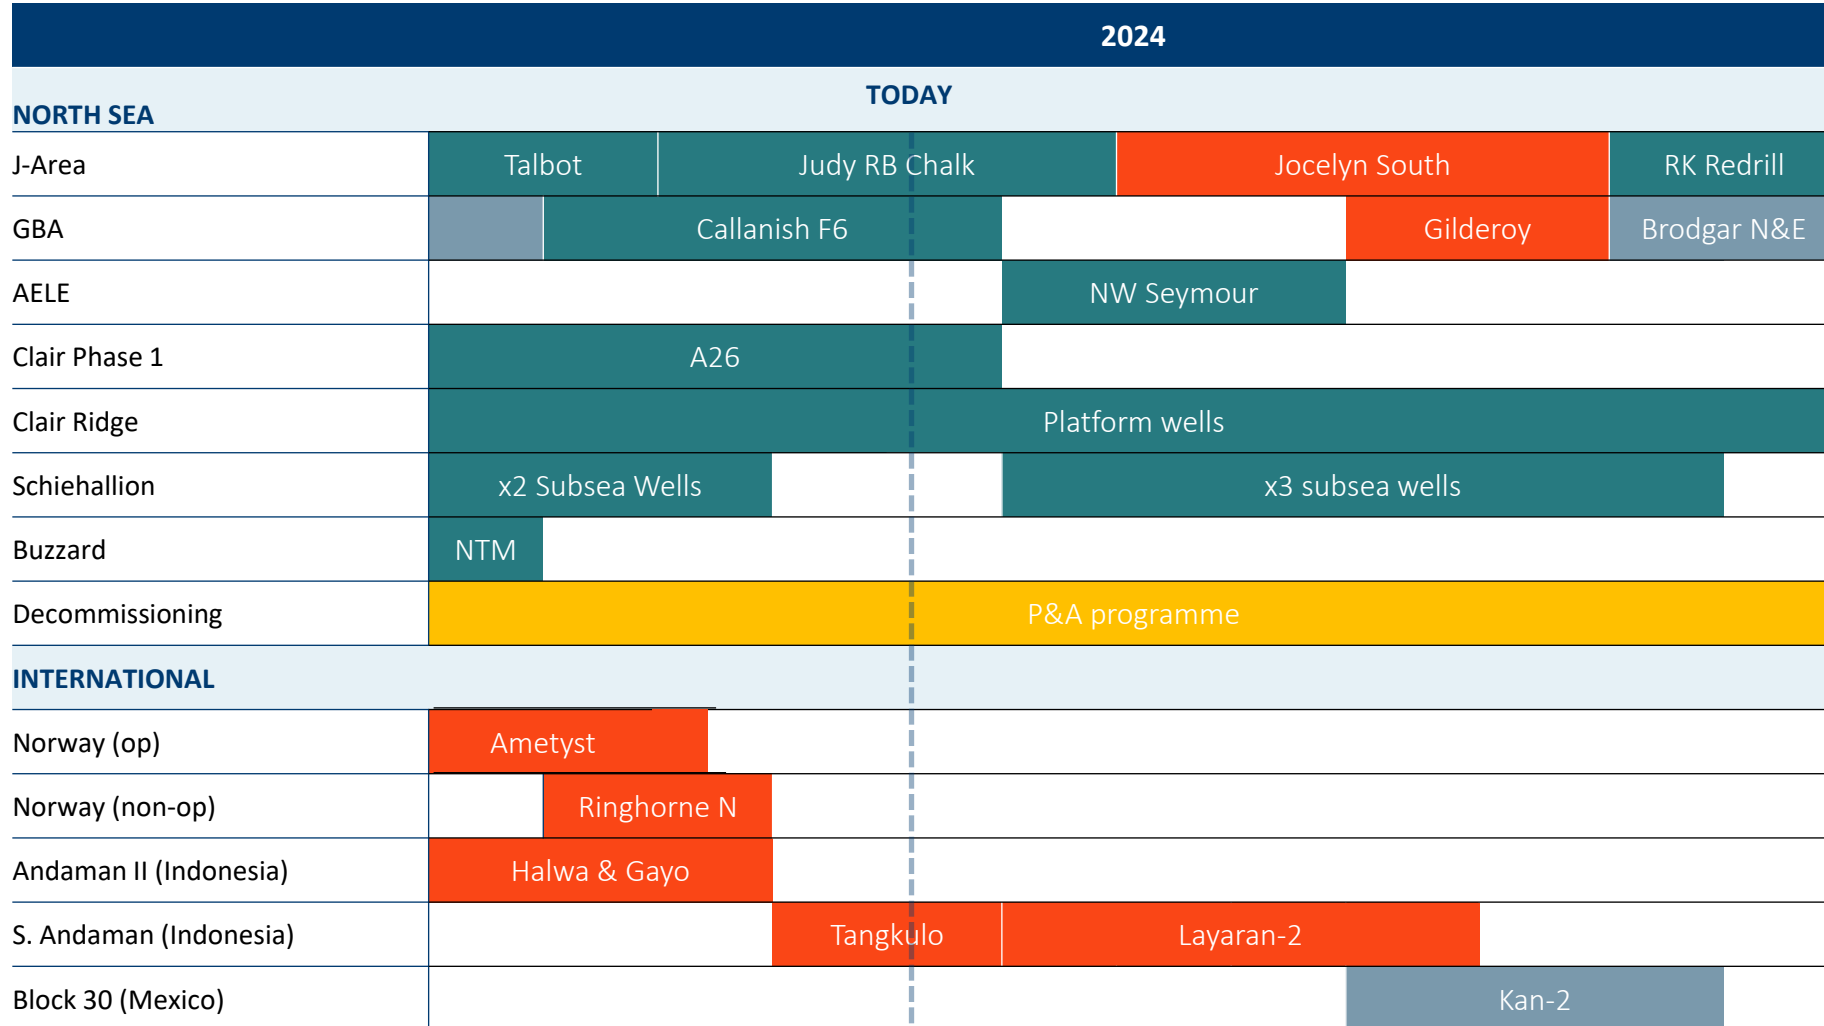 2024
TODAY
NORTH SEA
J-Area
Talbot
Judy RB Chalk
Jocelyn South
RK Redrill
GBA
Callanish F6
Gilderoy
Brodgar N&E
AELE
NW Seymour
Clair Phase 1
A26
Clair Ridge
Platform wells
Schiehallion
x2 Subsea Wells
x3 subsea wells
Buzzard
NTM
Decommissioning
P&A programme
INTERNATIONAL
Norway (op)
Ametyst
Norway (non-op)
Ringhorne N
Andaman II (Indonesia)
Halwa & Gayo
S. Andaman (Indonesia)
Tangkulo
Layaran-2
Block 30 (Mexico)
Kan-2